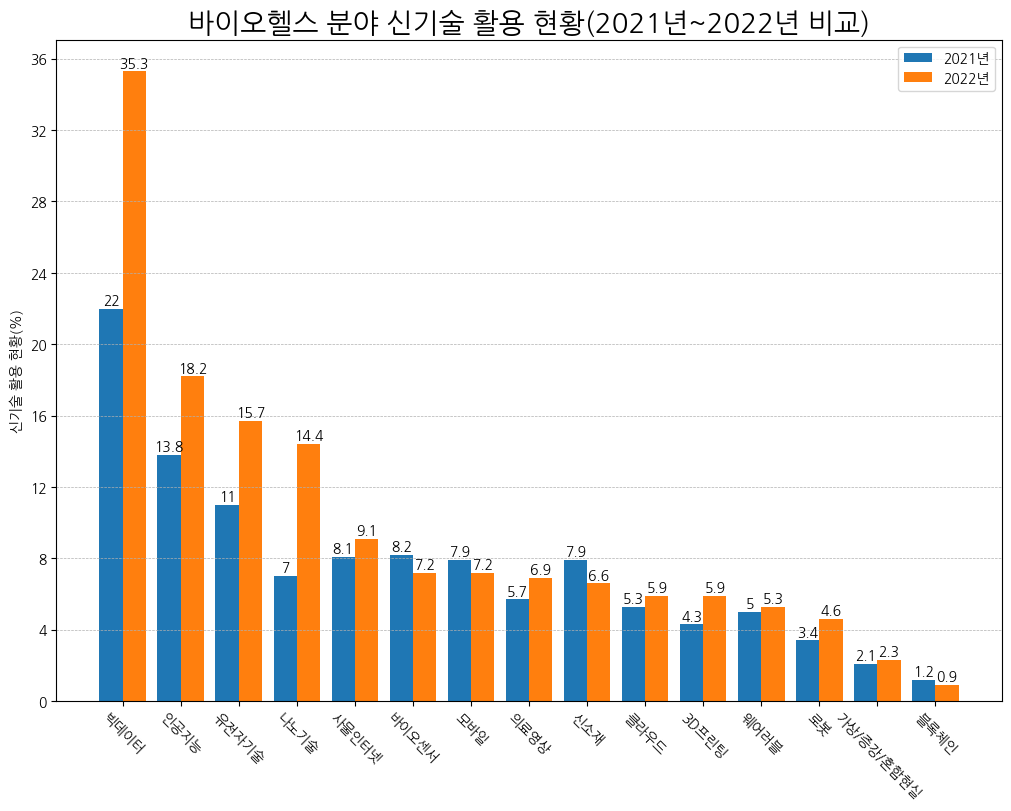 바이오헬스 분야 신기술 활용 현황(2021년~2022년 비교)
2021년
2022년
신기술 활용 현황(%)
36
32
28
24
20
16
12
8
4
0
22
35.3
13.8
18.2
11
15.7
7
14.4
8.1
9.1
8.2
7.2
7.9
7.2
5.7
6.9
7.9
6.6
5.3
5.9
4.3
5.9
5
5.3
3.4
4.6
2.1
2.3
1.2
0.9
빅데이터
인공지능
유전자기술
나노기술
사물인터넷
바이오센서
모바일
의료영상
신소재
클라우드
3D프린팅
웨어러블
로봇
가상/증강/혼합현실
블록체인